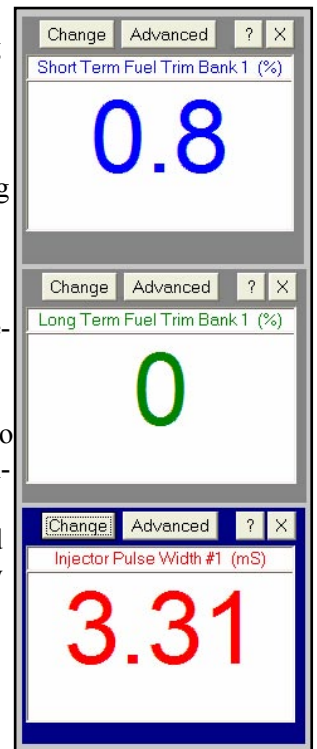 Change Advanced ? X
Short Term Fuel Trim Bank 1 (%)
0.8
Change Advanced ? X
Long Term Fuel Trim Bank 1 (%)
0
Change Advanced ? X
Injector Pulse Width #1 (mS)
3.31